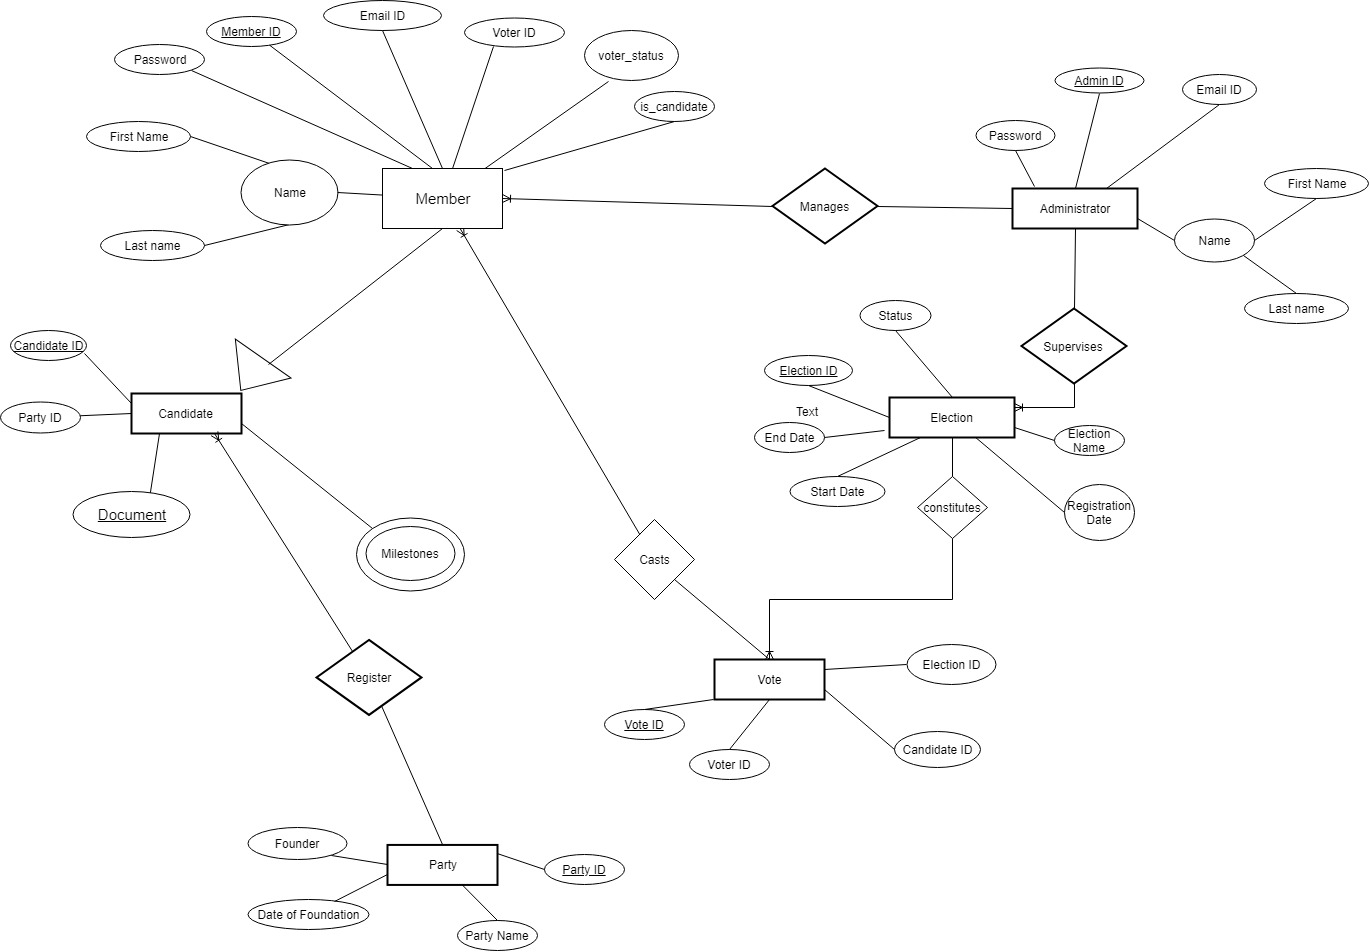 Email ID
Member ID
Voter ID
Password
voter_status
is_candidate
First Name
Name
Last name
Member
Manages
Admin ID
Email ID
Password
Administrator
First Name
Name
Last name
Supervises
Status
Election ID
Text
End Date
Start Date
Election
Election
Name
Registration
Date
constitutes
Candidate ID
Party ID
Candidate
Document
Milestones
Casts
Register
Vote
Election ID
Vote ID
Voter ID
Candidate ID
Founder
Party
Party ID
Date of Foundation
Party Name